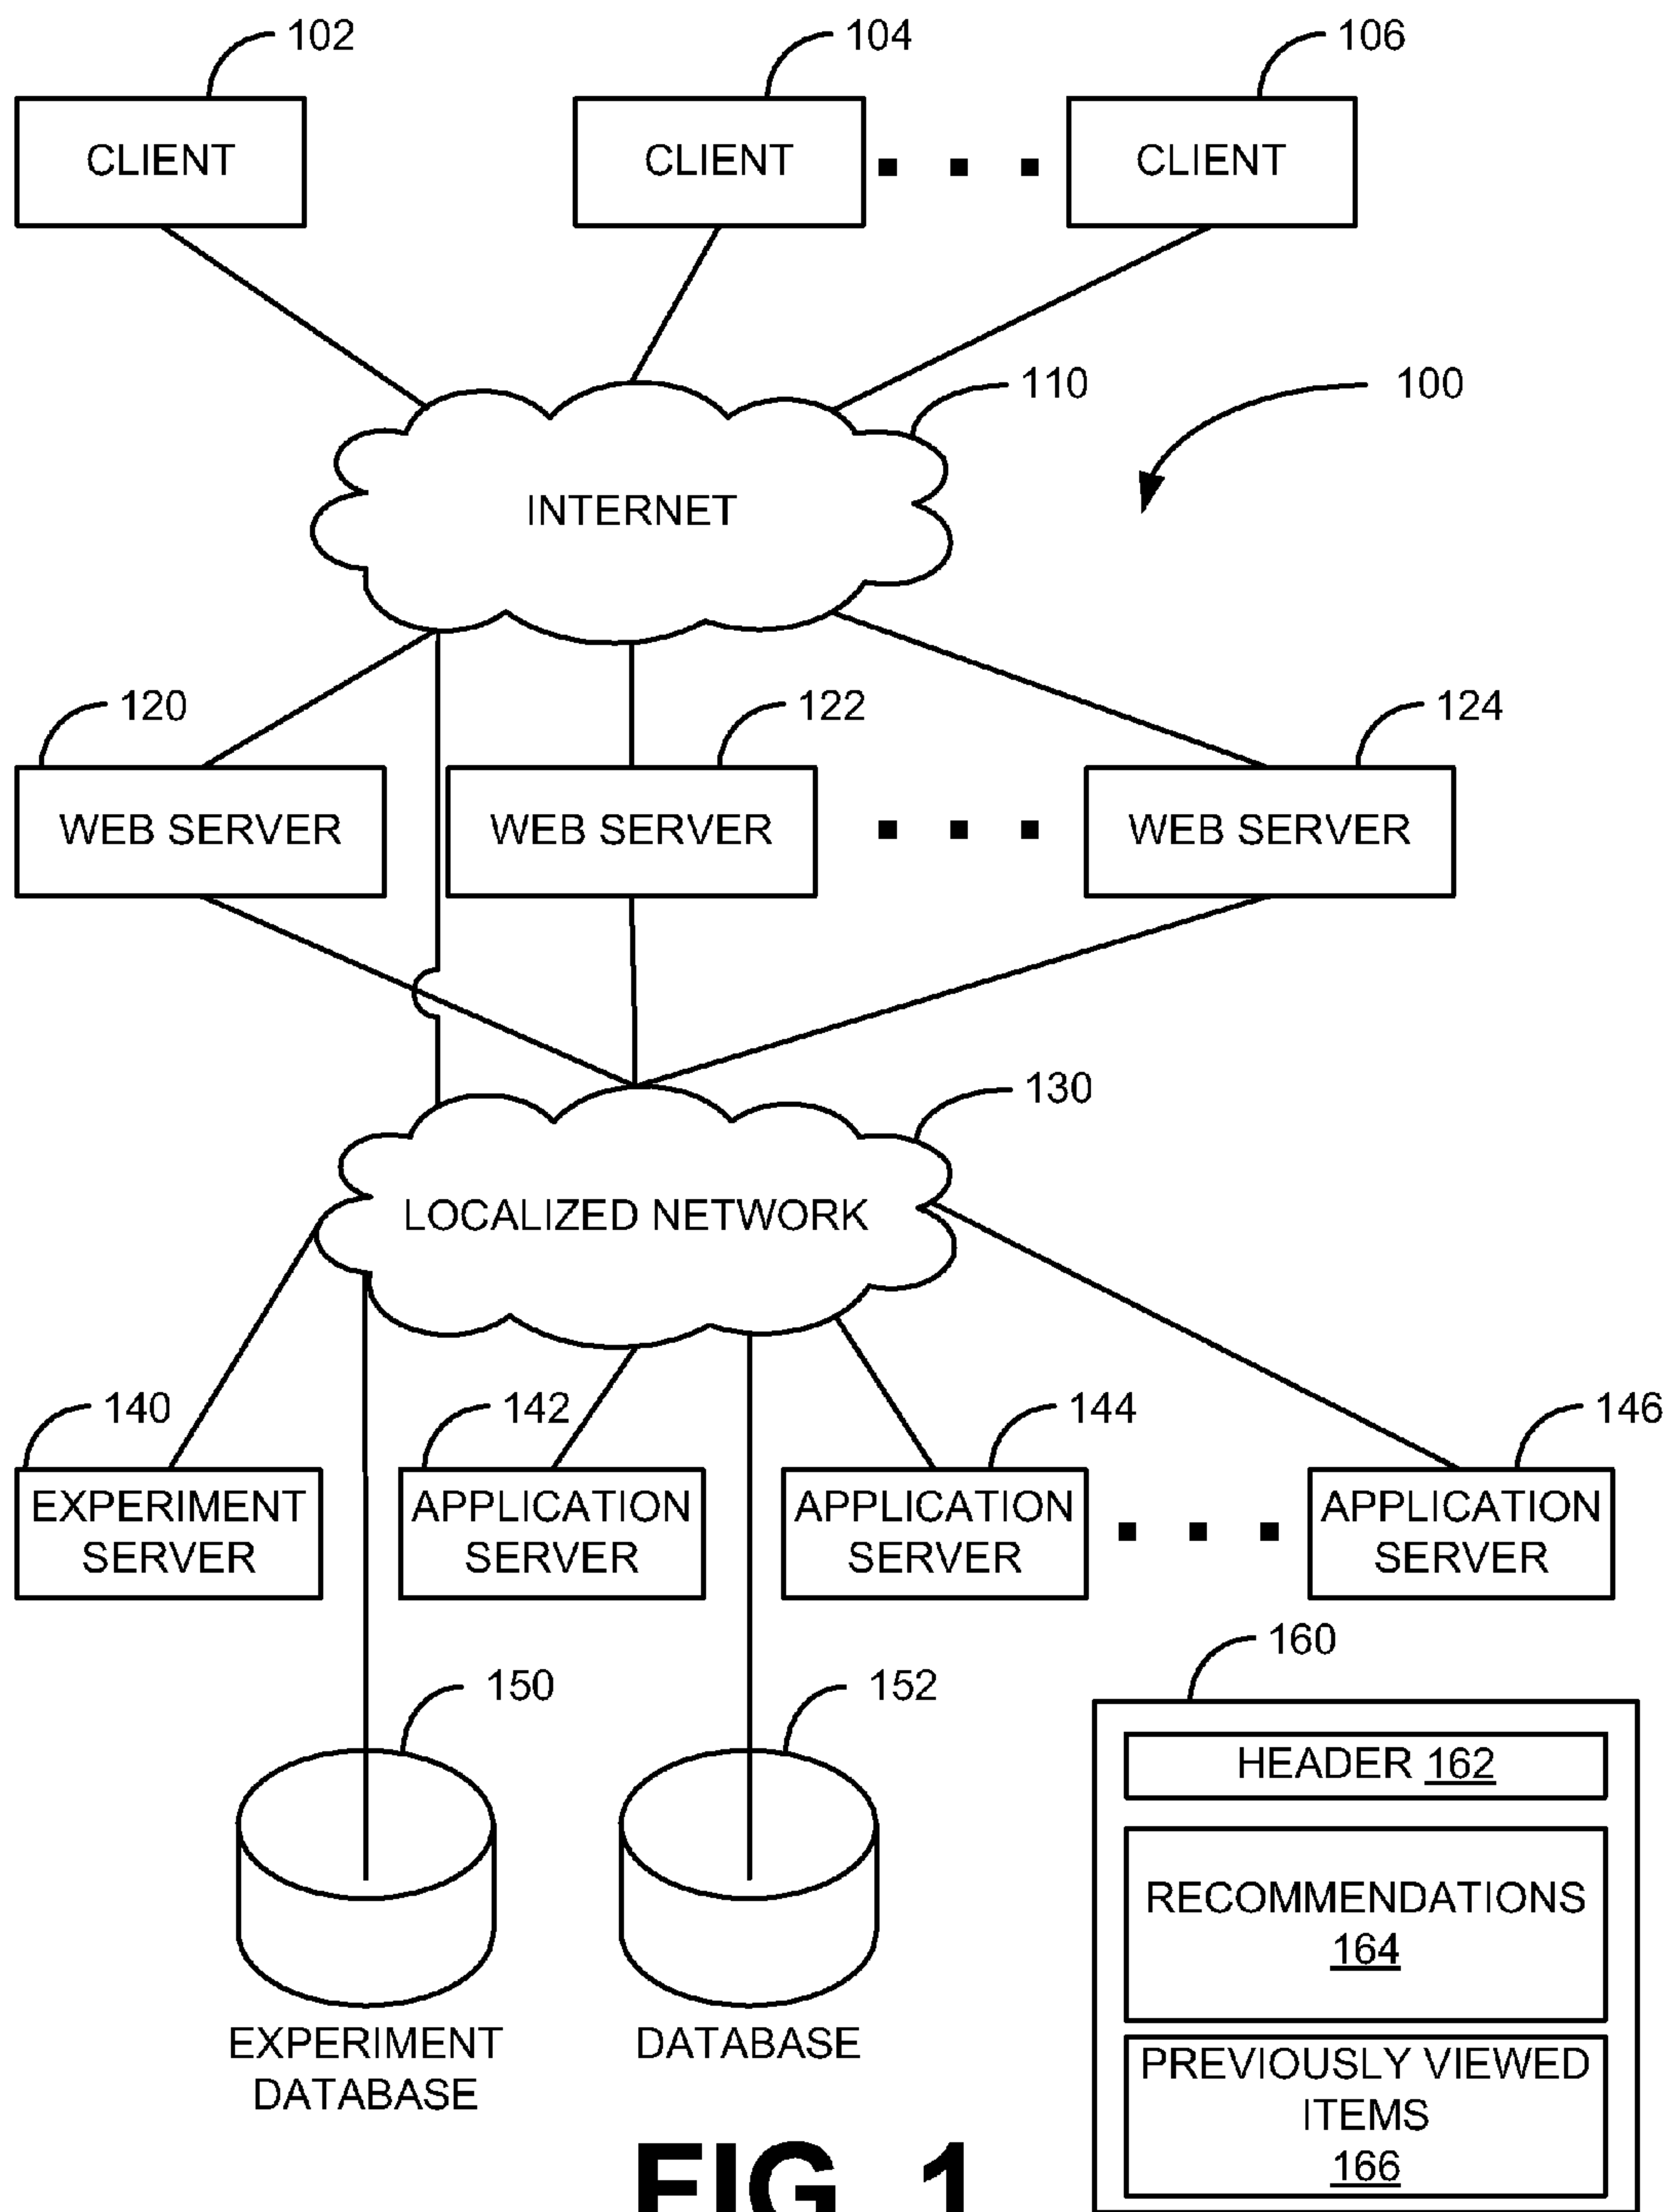 102
104
106
CLIENT
CLIENT
CLIENT
110
100
INTERNET
120
122
124
WEB SERVER
WEB SERVER
WEB SERVER
130
LOCALIZED NETWORK
140
142
144
146
EXPERIMENT
SERVER
APPLICATION
SERVER
APPLICATION
SERVER
APPLICATION
SERVER
160
150
152
HEADER 162
RECOMMENDATIONS
164
EXPERIMENT
DATABASE
DATABASE
PREVIOUSLY VIEWED
ITEMS
166
FIG. 1